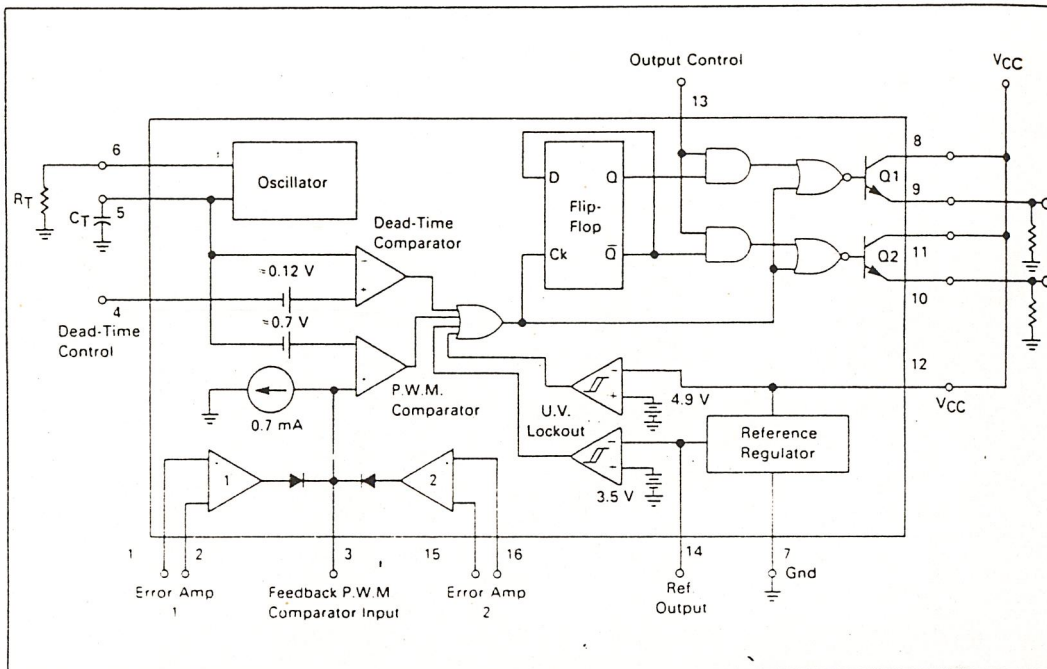 Output Control
VCC
13
6
8
Oscillator
D
Q
Q1
RT
5
9
CT
Flip-
Flop
Dead-Time
Comparator
11
Ck
Q̅
Q2
≈0.12 V
−
+
4
10
≈0.7 V
Dead-Time
Control
12
−
-
P.W.M.
Comparator
+
4.9 V
VCC
U.V.
Lockout
0.7 mA
−
Reference
Regulator
-
1
2
-
+
3.5 V
1
2
3
15
16
14
7
Gnd
Error Amp
1
Feedback P.W.M
Comparator Input
Error Amp
2
Ref.
Output